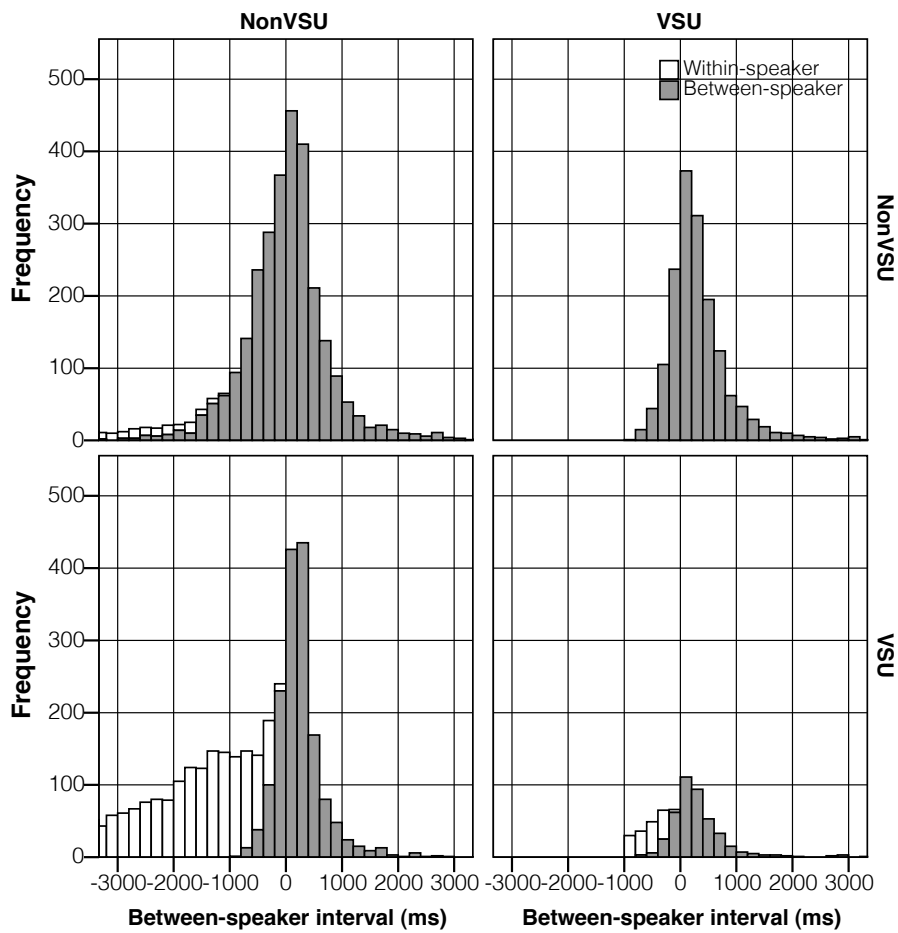 NonVSU VSU
Within-speaker
Between-speaker
500
400
300
200
100
0
Frequency
NonVSU
500
400
300
200
100
0
Frequency
VSU
-3000 -2000 -1000 0 1000 2000 3000 -3000 -2000 -1000 0 1000 2000 3000
Between-speaker interval (ms) Between-speaker interval (ms)